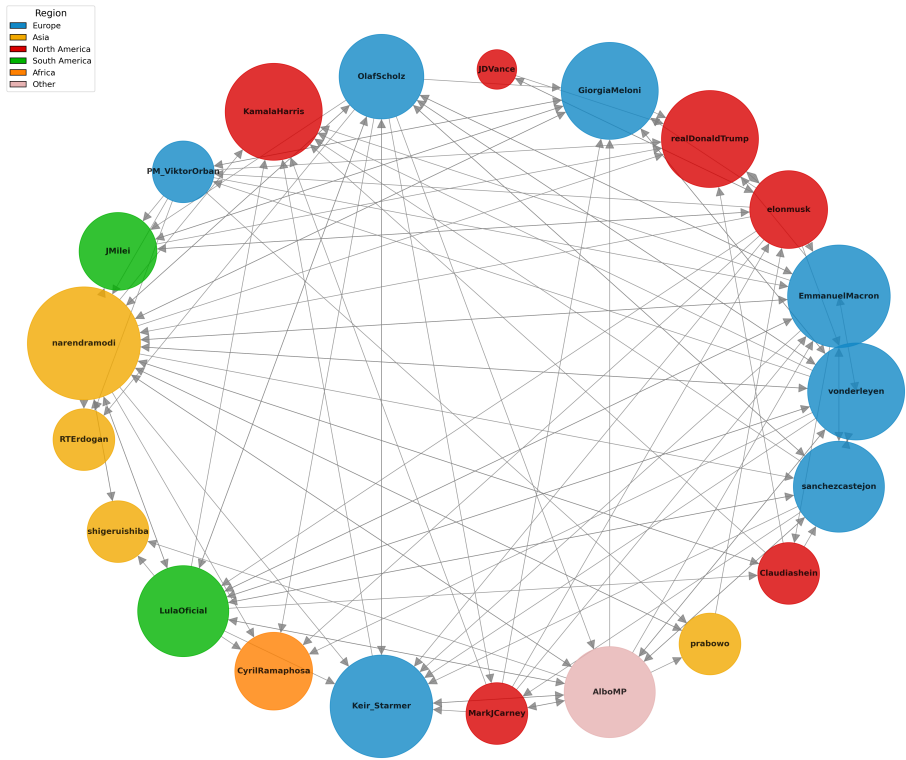 Region
Europe
Asia
North America
South America
Africa
Other
OlafScholz
JDVance
GiorgiaMeloni
KamalaHarris
realDonaldTrump
PM_ViktorOrban
elonmusk
JMilei
EmmanuelMacron
narendramodi
vonderleyen
RTErdogan
sanchezcastejon
shigeruishiba
Claudiashein
LulaOficial
prabowo
CyrilRamaphosa
AlboMP
Keir_Starmer
MarkJCarney